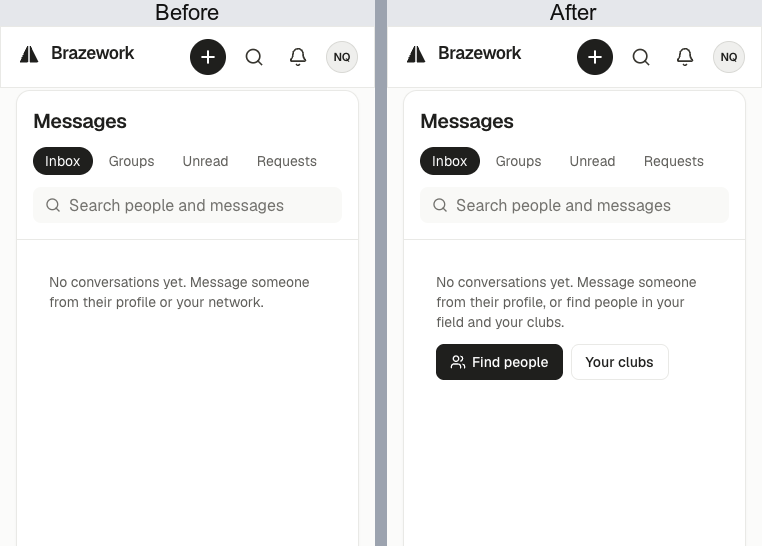 Before
Brazework
NQ
Messages
Inbox Groups Unread Requests
Search people and messages
No conversations yet. Message someone
from their profile or your network.
After
Brazework
NQ
Messages
Inbox Groups Unread Requests
Search people and messages
No conversations yet. Message someone
from their profile, or find people in your
field and your clubs.
Find people Your clubs